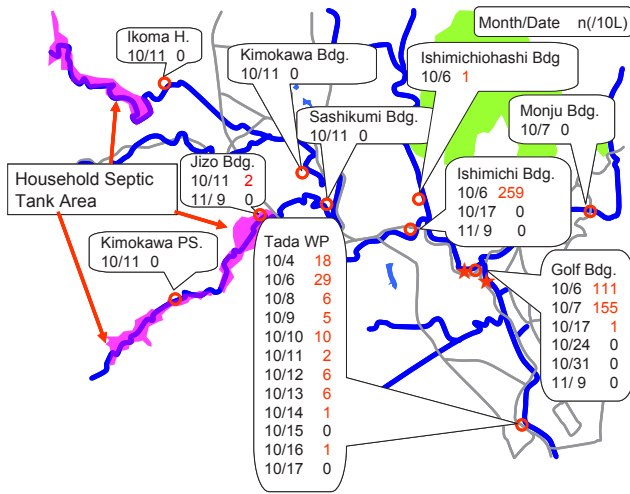 Month/Date n(/10L)
Ikoma H.
10/11 0
Kimokawa Bdg.
10/11 0
Ishimichiohashi Bdg
10/6 1
Monju Bdg.
10/7 0
Sashikumi Bdg.
10/11 0
Household Septic
Tank Area
Jizo Bdg.
10/11 2
11/ 9 0
Ishimichi Bdg.
10/6 259
10/17 0
11/ 9 0
Kimokawa PS.
10/11 0
Tada WP
10/4 18
10/6 29
10/8 6
10/9 5
10/10 10
10/11 2
10/12 6
10/13 6
10/14 1
10/15 0
10/16 1
10/17 0
Golf Bdg.
10/6 111
10/7 155
10/17 1
10/24 0
10/31 0
11/ 9 0